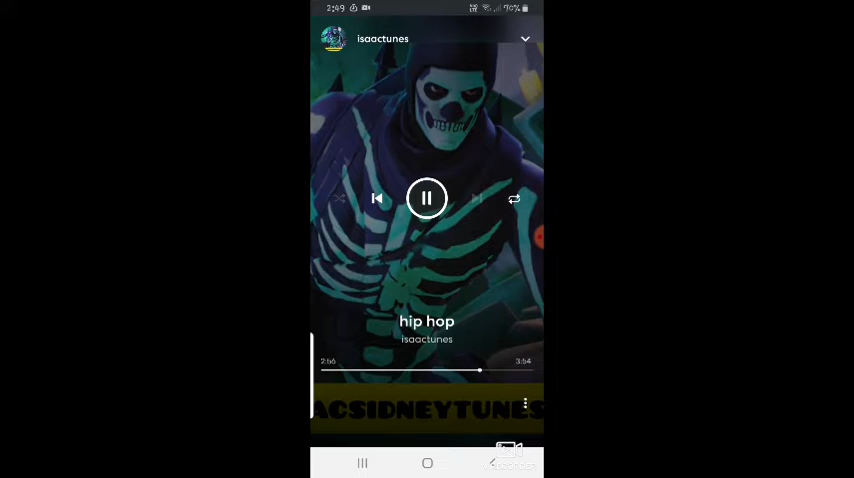 2:49 70%
isaactunes
hip hop
isaactunes
2:56 3:54
ACSIDNEYTUNES